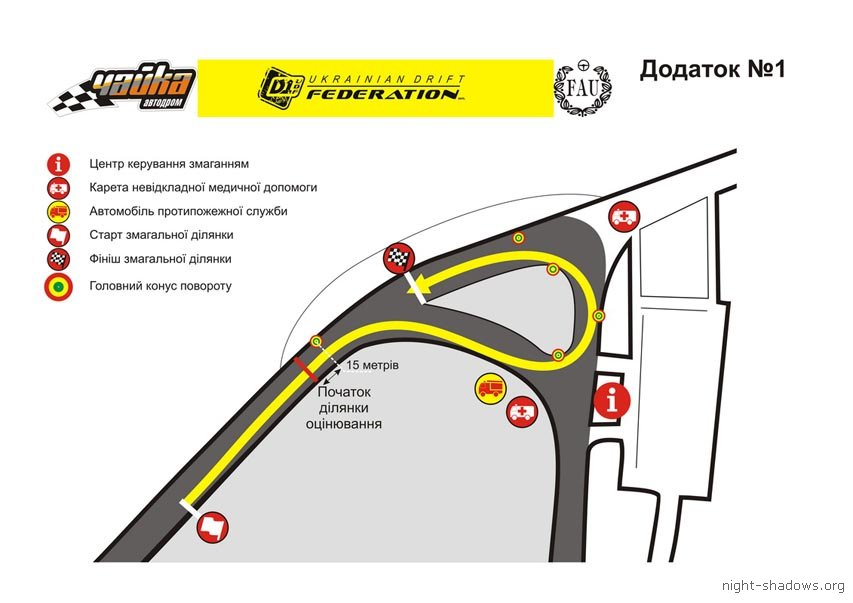 Чайка
автодром
UDF
UKRAINIAN DRIFT
FEDERATION
FAU
Додаток №1
Центр керування змаганням
Карета невідкладної медичної допомоги
Автомобіль протипожежної служби
Старт змагальної ділянки
Фініш змагальної ділянки
Головний конус повороту
15 метрів
Початок
ділянки
оцінювання
night-shadows.org